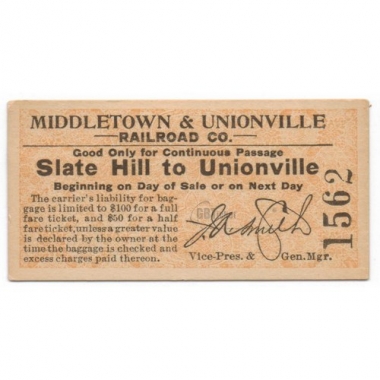 MIDDLETOWN & UNIONVILLE
RAILROAD CO.
Good Only for Continuous Passage
Slate Hill to Unionville
Beginning on Day of Sale or on Next Day
The carrier's liability for bag-
gage is limited to $100 for a full
fare ticket, and $50 for a half
fare ticket, unless a greater value
is declared by the owner at the
time the baggage is checked and
excess charges paid thereon.
Vice-Pres. & Gen. Mgr.
1562